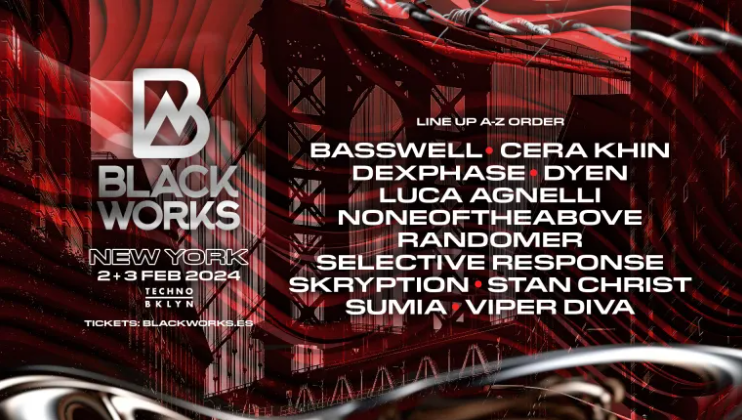 BLACK
WORKS
NEW YORK
2+3 FEB 2024
TECHNO
BKLYN
TICKETS: BLACKWORKS.ES
LINE UP A-Z ORDER
BASSWELL • CERA KHIN
DEXPHASE • DYEN
LUCA AGNELLI
NONEOFTHEABOVE
RANDOMER
SELECTIVE RESPONSE
SKRYPTION • STAN CHRIST
SUMIA • VIPER DIVA